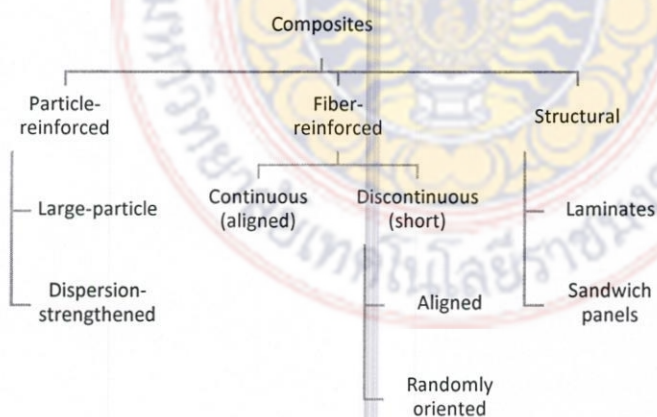 Composites
Particle-
reinforced
Fiber-
reinforced
Structural
Large-particle
Dispersion-
strengthened
Continuous
(aligned)
Discontinuous
(short)
Aligned
Randomly
oriented
Laminates
Sandwich
panels